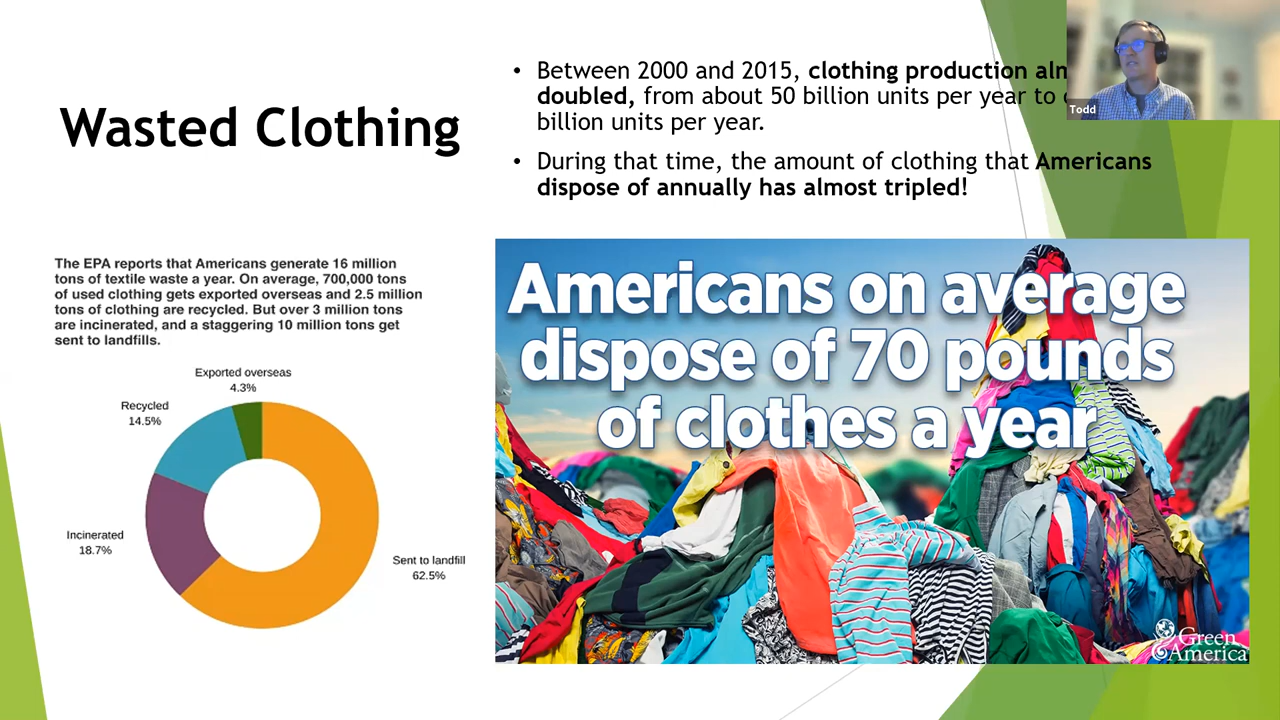 Wasted Clothing
• Between 2000 and 2015, clothing production
doubled, from about 50 billion units per year to
billion units per year.
• During that time, the amount of clothing that Americans
dispose of annually has almost tripled!
Todd
The EPA reports that Americans generate 16 million
tons of textile waste a year. On average, 700,000 tons
of used clothing gets exported overseas and 2.5 million
tons of clothing are recycled. But over 3 million tons
are incinerated, and a staggering 10 million tons get
sent to landfills.
Exported overseas
4.3%
Recycled
14.5%
Incinerated
18.7%
Sent to landfill
62.5%
Americans on average
dispose of 70 pounds
of clothes a year
Green
America